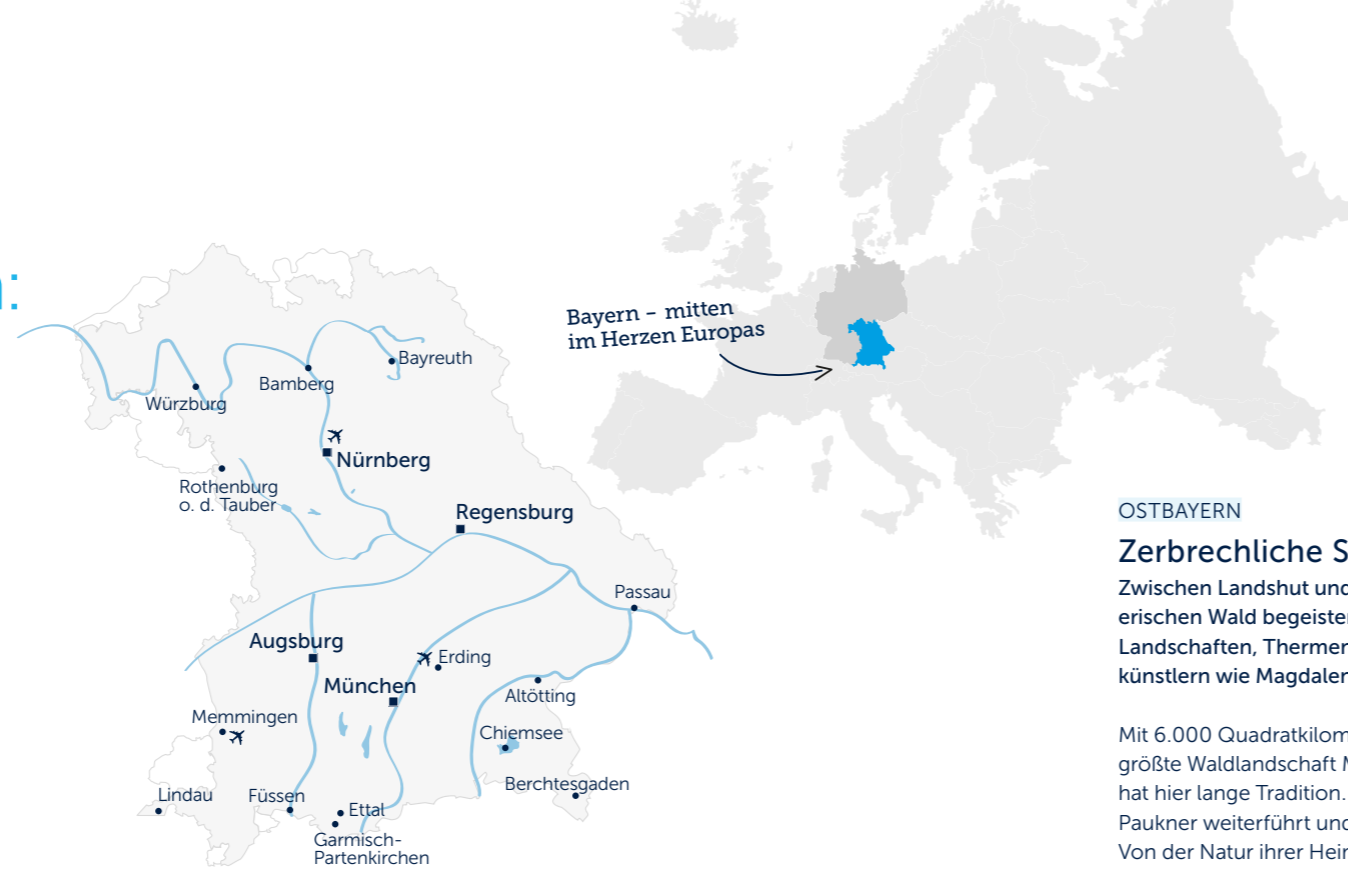 :
Bayern – mitten
im Herzen Europas
Bayreuth
Bamberg
Würzburg
Nürnberg
Rothenburg
o. d. Tauber
Regensburg
Passau
Augsburg
Erding
München
Altötting
Memmingen
Chiemsee
Berchtesgaden
Lindau
Füssen
Ettal
Garmisch-
Partenkirchen
OSTBAYERN
Zerbrechliche S
Zwischen Landshut und
erischen Wald begeister
Landschaften, Thermen
künstlern wie Magdalen
Mit 6.000 Quadratkilom
größte Waldlandschaft M
hat hier lange Tradition.
Paukner weiterführt und
Von der Natur ihrer Heim